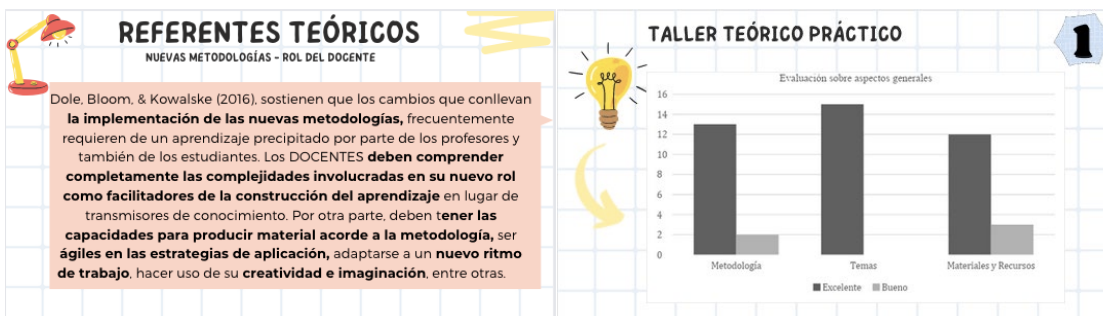 REFERENTES TEÓRICOS
NUEVAS METODOLOGÍAS - ROL DEL DOCENTE
Dole, Bloom, & Kowalske (2016), sostienen que los cambios que conllevan
la implementación de las nuevas metodologías, frecuentemente
requieren de un aprendizaje precipitado por parte de los profesores y
también de los estudiantes. Los DOCENTES deben comprender
completamente las complejidades involucradas en su nuevo rol
como facilitadores de la construcción del aprendizaje en lugar de
transmisores de conocimiento. Por otra parte, deben tener las
capacidades para producir material acorde a la metodología, ser
ágiles en las estrategias de aplicación, adaptarse a un nuevo ritmo
de trabajo, hacer uso de su creatividad e imaginación, entre otras.
TALLER TEÓRICO PRÁCTICO
1
Evaluación sobre aspectos generales
16
14
12
10
8
6
4
2
0
Metodología Temas Materiales y Recursos
Excelente Bueno